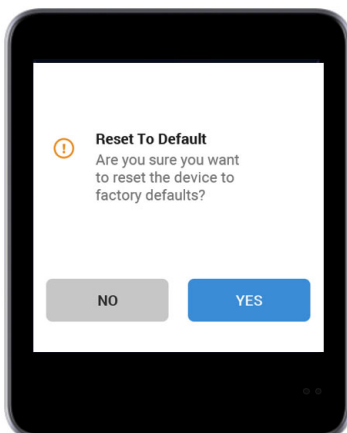 Reset To Default
Are you sure you want
to reset the device to
factory defaults?
NO
YES